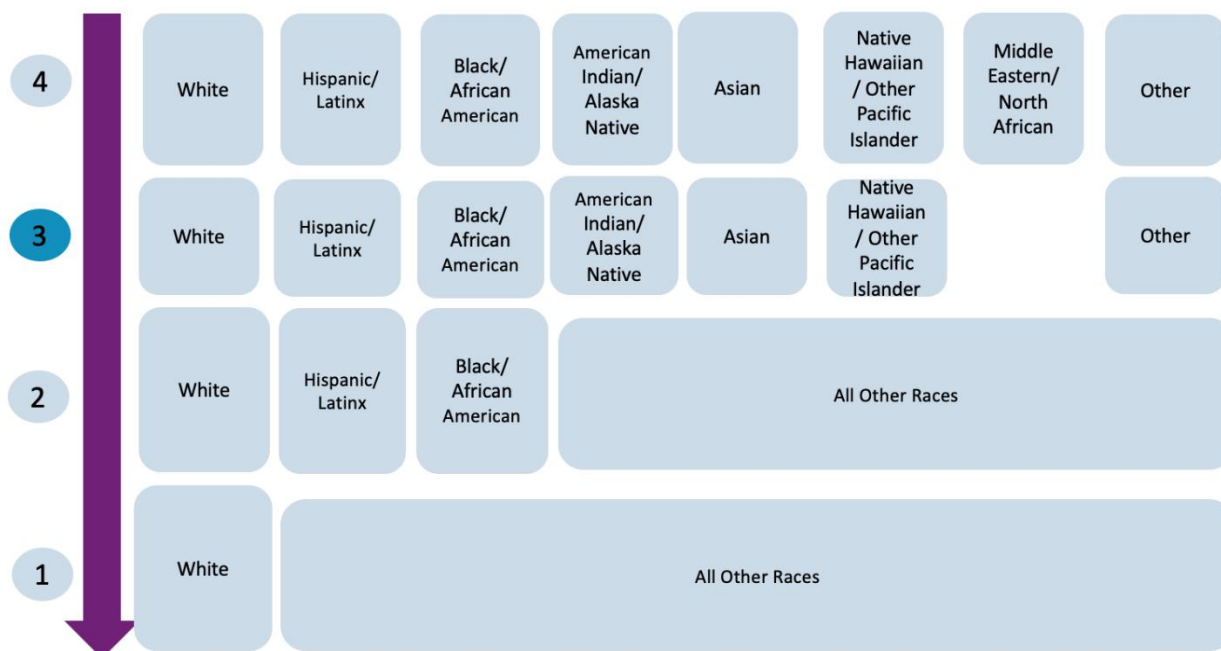 4
White
Hispanic/
Latinx
Black/
African
American
American
Indian/
Alaska
Native
Asian
Native
Hawaiian
/ Other
Pacific
Islander
Middle
Eastern/
North
African
Other
3
White
Hispanic/
Latinx
Black/
African
American
American
Indian/
Alaska
Native
Asian
Native
Hawaiian
/ Other
Pacific
Islander
Other
2
White
Hispanic/
Latinx
Black/
African
American
All Other Races
1
White
All Other Races